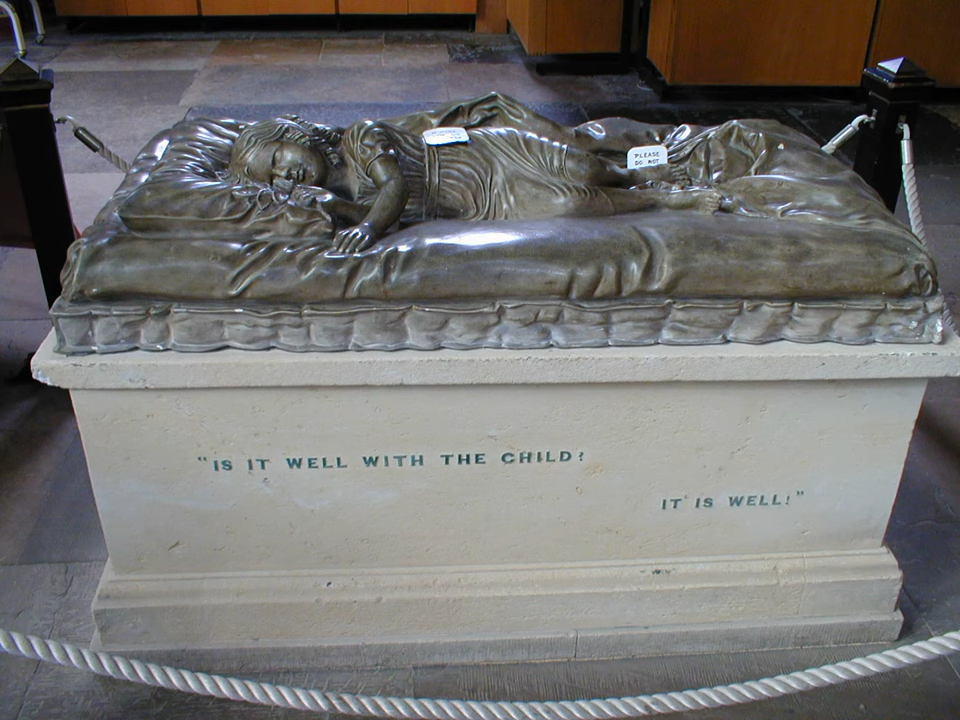 PLEASE
DO NOT
"IS IT WELL WITH THE CHILD?
IT IS WELL!"